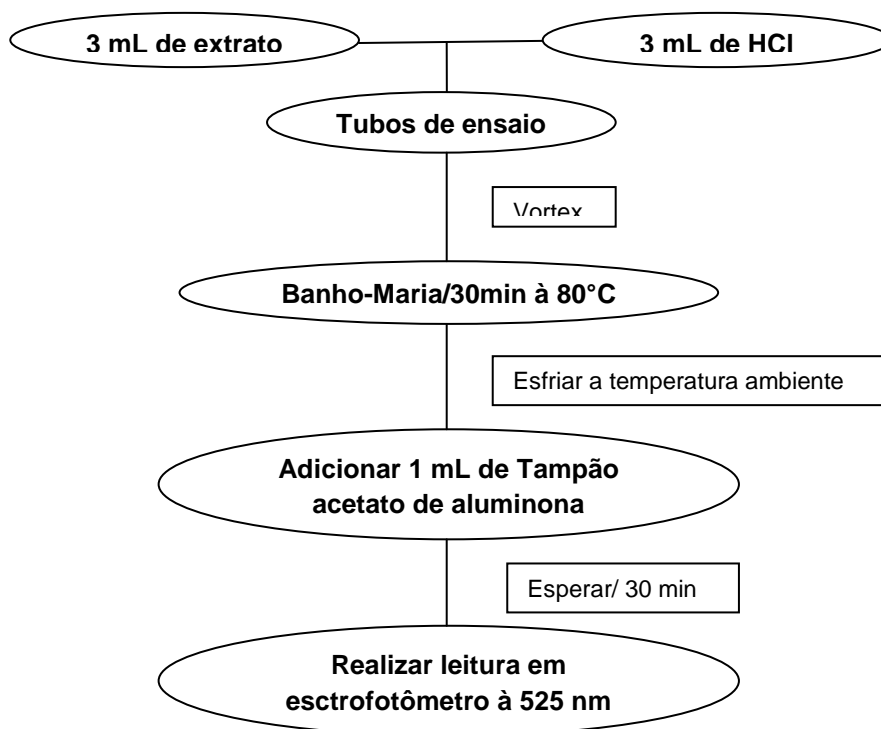 3 mL de extrato
3 mL de HCl
Tubos de ensaio
Vortex
Banho-Maria/30min à 80°C
Esfriar a temperatura ambiente
Adicionar 1 mL de Tampão
acetato de aluminona
Esperar/ 30 min
Realizar leitura em
esctrofotômetro à 525 nm